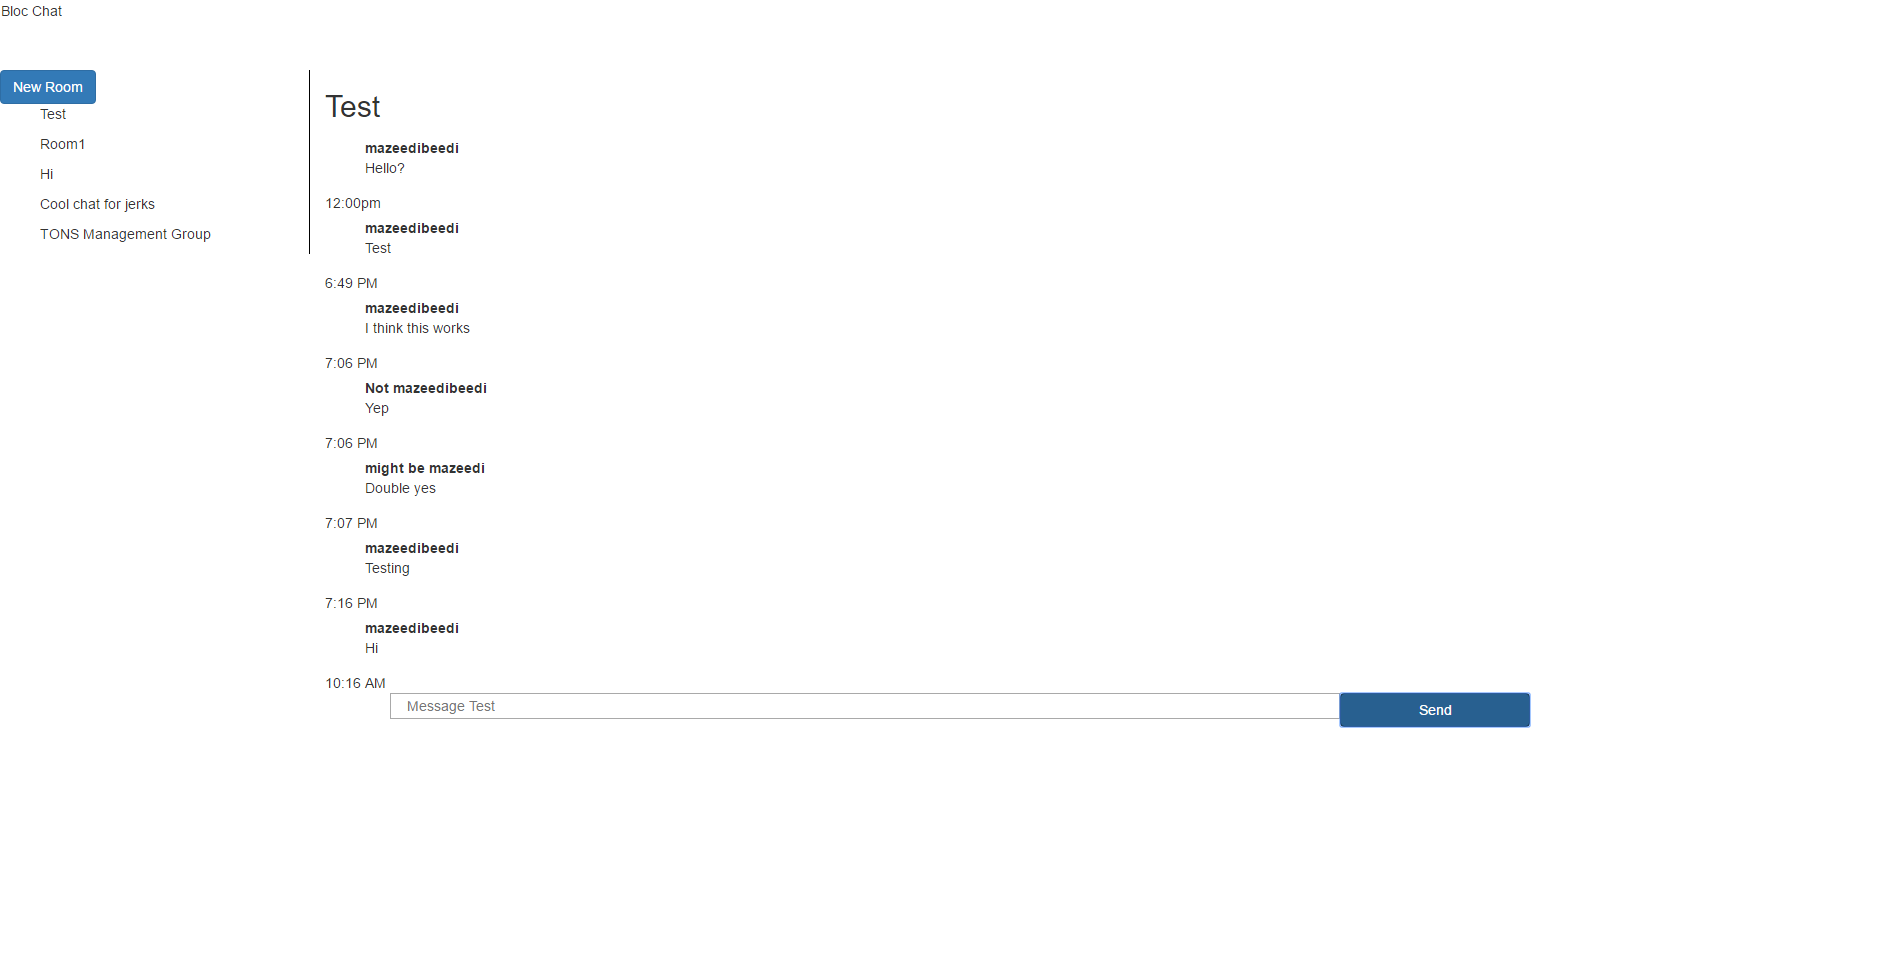 Bloc Chat
New Room
Test
Room1
Hi
Cool chat for jerks
TONS Management Group
Test
mazeedibeedi
Hello?
12:00pm
mazeedibeedi
Test
6:49 PM
mazeedibeedi
I think this works
7:06 PM
Not mazeedibeedi
Yep
7:06 PM
might be mazeedi
Double yes
7:07 PM
mazeedibeedi
Testing
7:16 PM
mazeedibeedi
Hi
10:16 AM
Message Test
Send